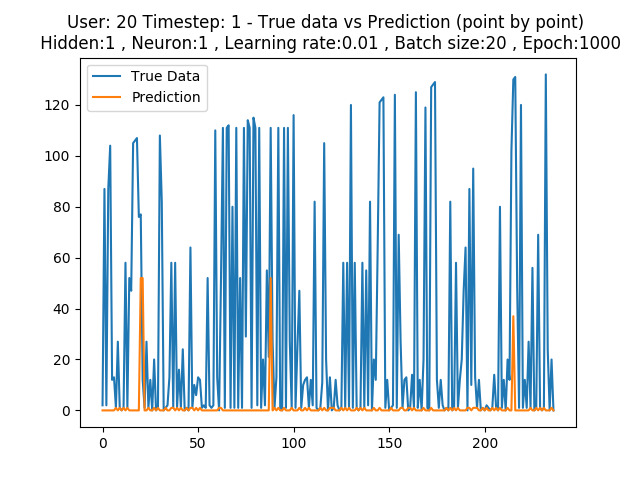 User: 20 Timestep: 1 - True data vs Prediction (point by point)
Hidden:1 , Neuron:1 , Learning rate:0.01 , Batch size:20 , Epoch:1000
True Data
Prediction
120
100
80
60
40
20
0
0 50 100 150 200